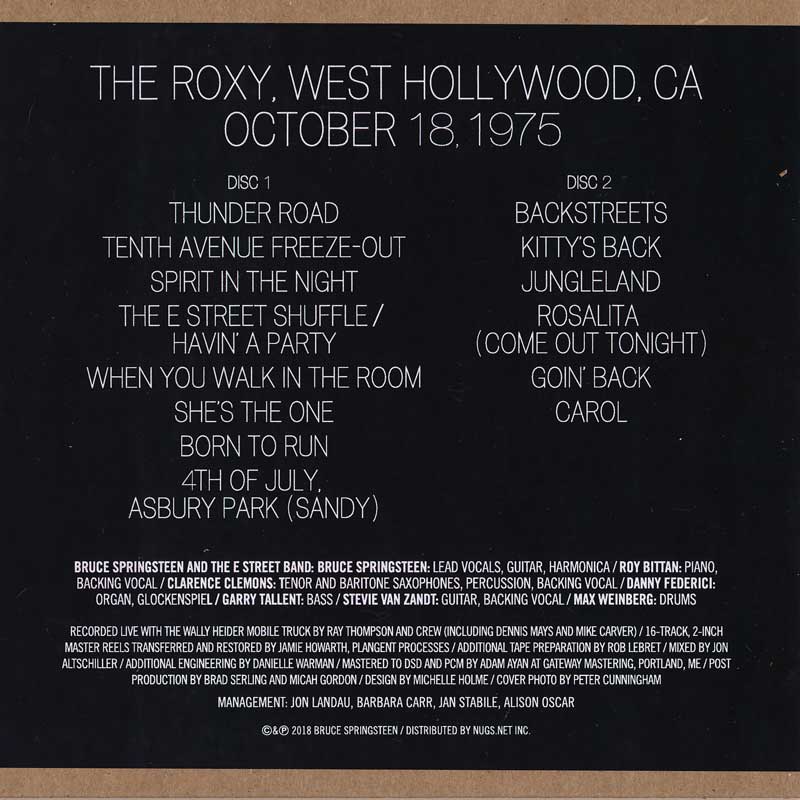 THE ROXY, WEST HOLLYWOOD, CA
OCTOBER 18, 1975
DISC 1
THUNDER ROAD
TENTH AVENUE FREEZE-OUT
SPIRIT IN THE NIGHT
THE E STREET SHUFFLE /
HAVIN' A PARTY
WHEN YOU WALK IN THE ROOM
SHE'S THE ONE
BORN TO RUN
4TH OF JULY,
ASBURY PARK (SANDY)
DISC 2
BACKSTREETS
KITTY'S BACK
JUNGLELAND
ROSALITA
(COME OUT TONIGHT)
GOIN' BACK
CAROL
BRUCE SPRINGSTEEN AND THE E STREET BAND: BRUCE SPRINGSTEEN: LEAD VOCALS, GUITAR, HARMONICA / ROY BITTAN: PIANO,
BACKING VOCAL / CLARENCE CLEMONS: TENOR AND BARITONE SAXOPHONES, PERCUSSION, BACKING VOCAL / DANNY FEDERICI:
ORGAN, GLOCKENSPIEL / GARRY TALLENT: BASS / STEVIE VAN ZANDT: GUITAR, BACKING VOCAL / MAX WEINBERG: DRUMS
RECORDED LIVE WITH THE WALLY HEIDER MOBILE TRUCK BY RAY THOMPSON AND CREW (INCLUDING DENNIS MAYS AND MIKE CARVER) / 16-TRACK, 2-INCH
MASTER REELS TRANSFERRED AND RESTORED BY JAMIE HOWARTH, PLANGENT PROCESSES / ADDITIONAL TAPE PREPARATION BY ROB LEBRET / MIXED BY JON
ALTSCHILLER / ADDITIONAL ENGINEERING BY DANIELLE WARMAN / MASTERED TO DSD AND PCM BY ADAM AYAN AT GATEWAY MASTERING, PORTLAND, ME / POST
PRODUCTION BY BRAD SERLING AND MICAH GORDON / DESIGN BY MICHELLE HOLME / COVER PHOTO BY PETER CUNNINGHAM
MANAGEMENT: JON LANDAU, BARBARA CARR, JAN STABILE, ALISON OSCAR
©&℗ 2018 BRUCE SPRINGSTEEN / DISTRIBUTED BY NUGS.NET INC.